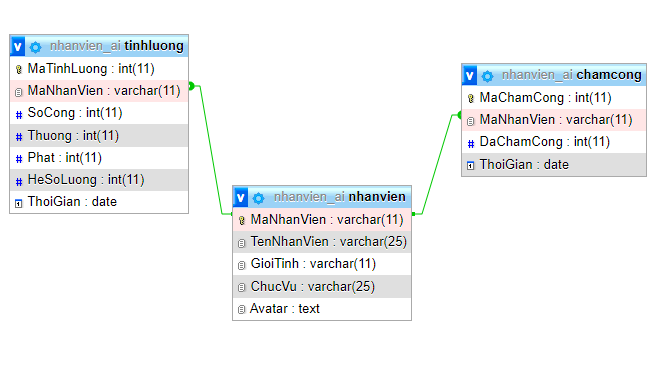 nhanvien_ai tinhluong
MaTinhLuong : int(11)
MaNhanVien : varchar(11)
SoCong : int(11)
Thuong : int(11)
Phat : int(11)
HeSoLuong : int(11)
ThoiGian : date
nhanvien_ai chamcong
MaChamCong : int(11)
MaNhanVien : varchar(11)
DaChamCong : int(11)
ThoiGian : date
nhanvien_ai nhanvien
MaNhanVien : varchar(11)
TenNhanVien : varchar(25)
GioiTinh : varchar(11)
ChucVu : varchar(25)
Avatar : text